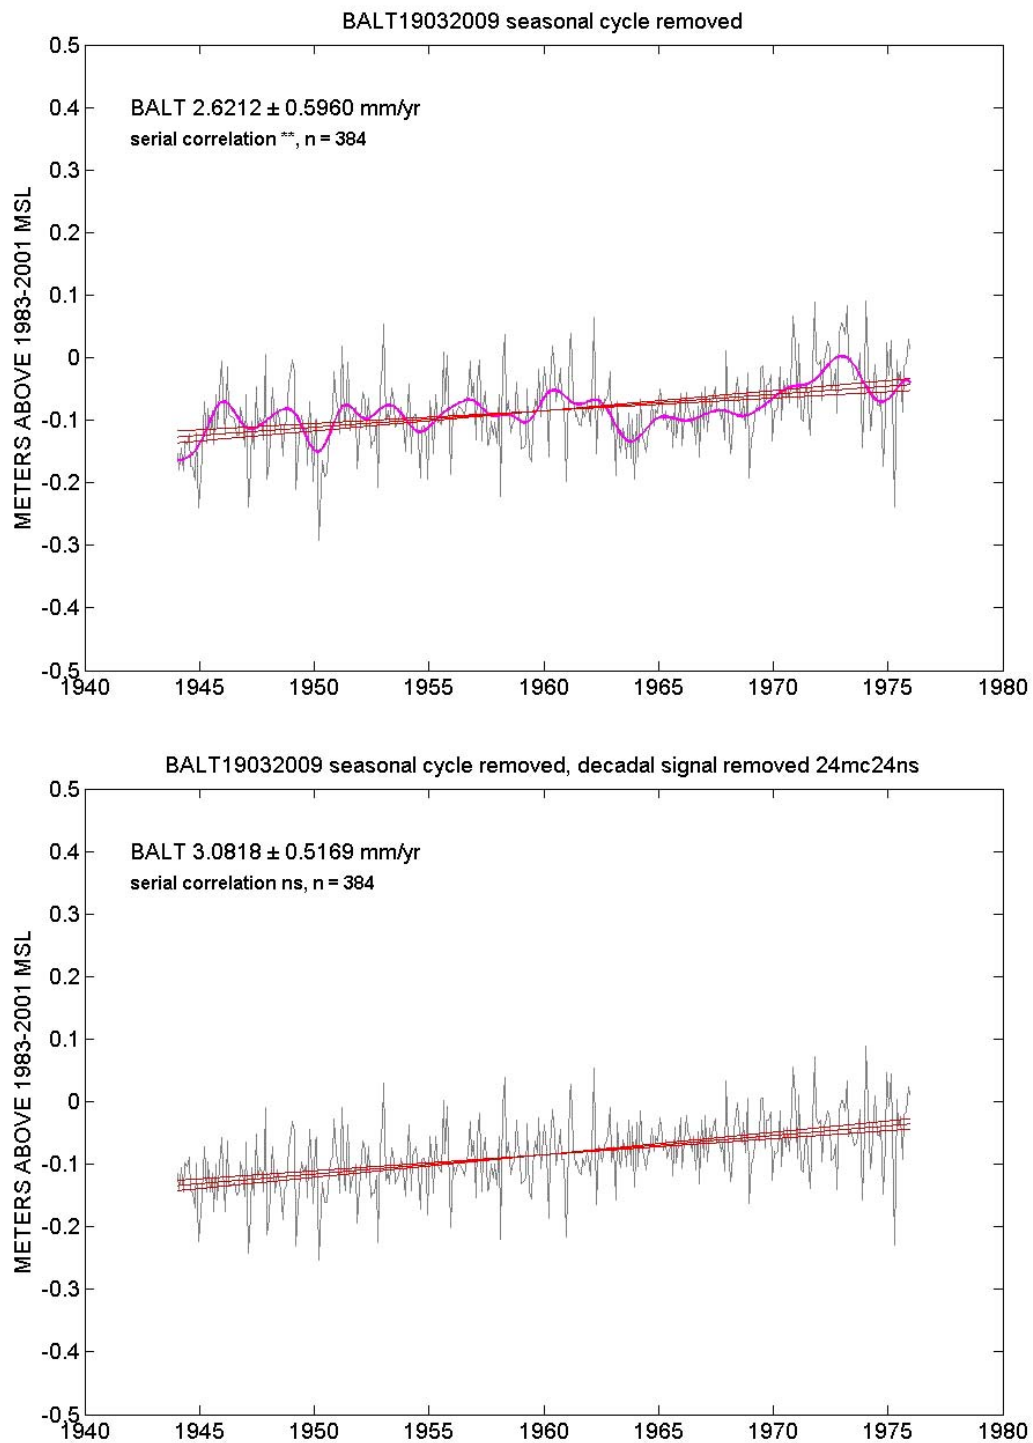 BALT19032009 seasonal cycle removed
0.5
BALT 2.6212 ± 0.5960 mm/yr
serial correlation **, n = 384
0.4
0.3
0.2
0.1
0
-0.1
-0.2
-0.3
-0.4
-0.5
METERS ABOVE 1983-2001 MSL
1940 1945 1950 1955 1960 1965 1970 1975 1980
BALT19032009 seasonal cycle removed, decadal signal removed 24mc24ns
0.5
BALT 3.0818 ± 0.5169 mm/yr
serial correlation ns, n = 384
0.4
0.3
0.2
0.1
0
-0.1
-0.2
-0.3
-0.4
-0.5
METERS ABOVE 1983-2001 MSL
1940 1945 1950 1955 1960 1965 1970 1975 1980